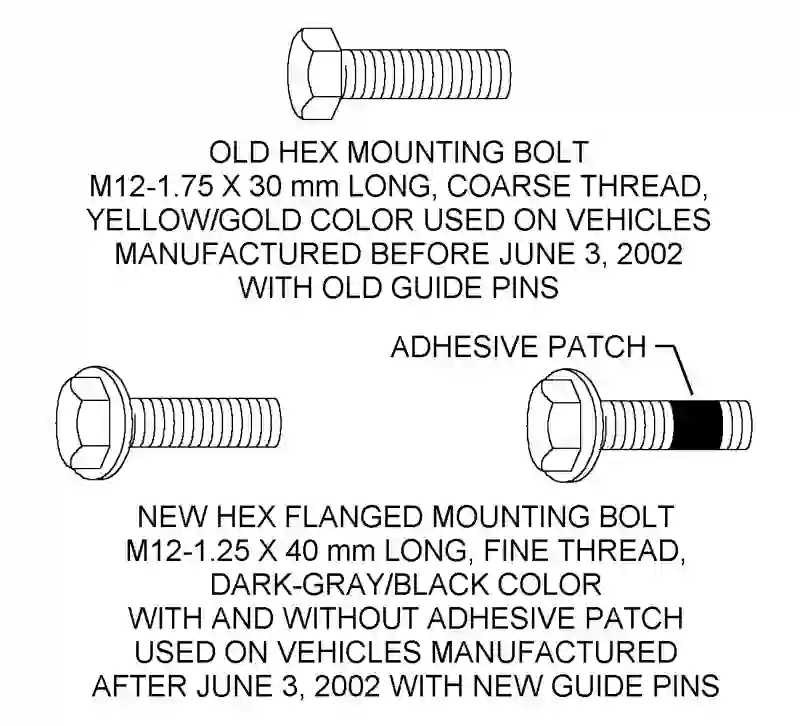 OLD HEX MOUNTING BOLT
M12-1.75 X 30 mm LONG, COARSE THREAD,
YELLOW/GOLD COLOR USED ON VEHICLES
MANUFACTURED BEFORE JUNE 3, 2002
WITH OLD GUIDE PINS
ADHESIVE PATCH
NEW HEX FLANGED MOUNTING BOLT
M12-1.25 X 40 mm LONG, FINE THREAD,
DARK-GRAY/BLACK COLOR
WITH AND WITHOUT ADHESIVE PATCH
USED ON VEHICLES MANUFACTURED
AFTER JUNE 3, 2002 WITH NEW GUIDE PINS